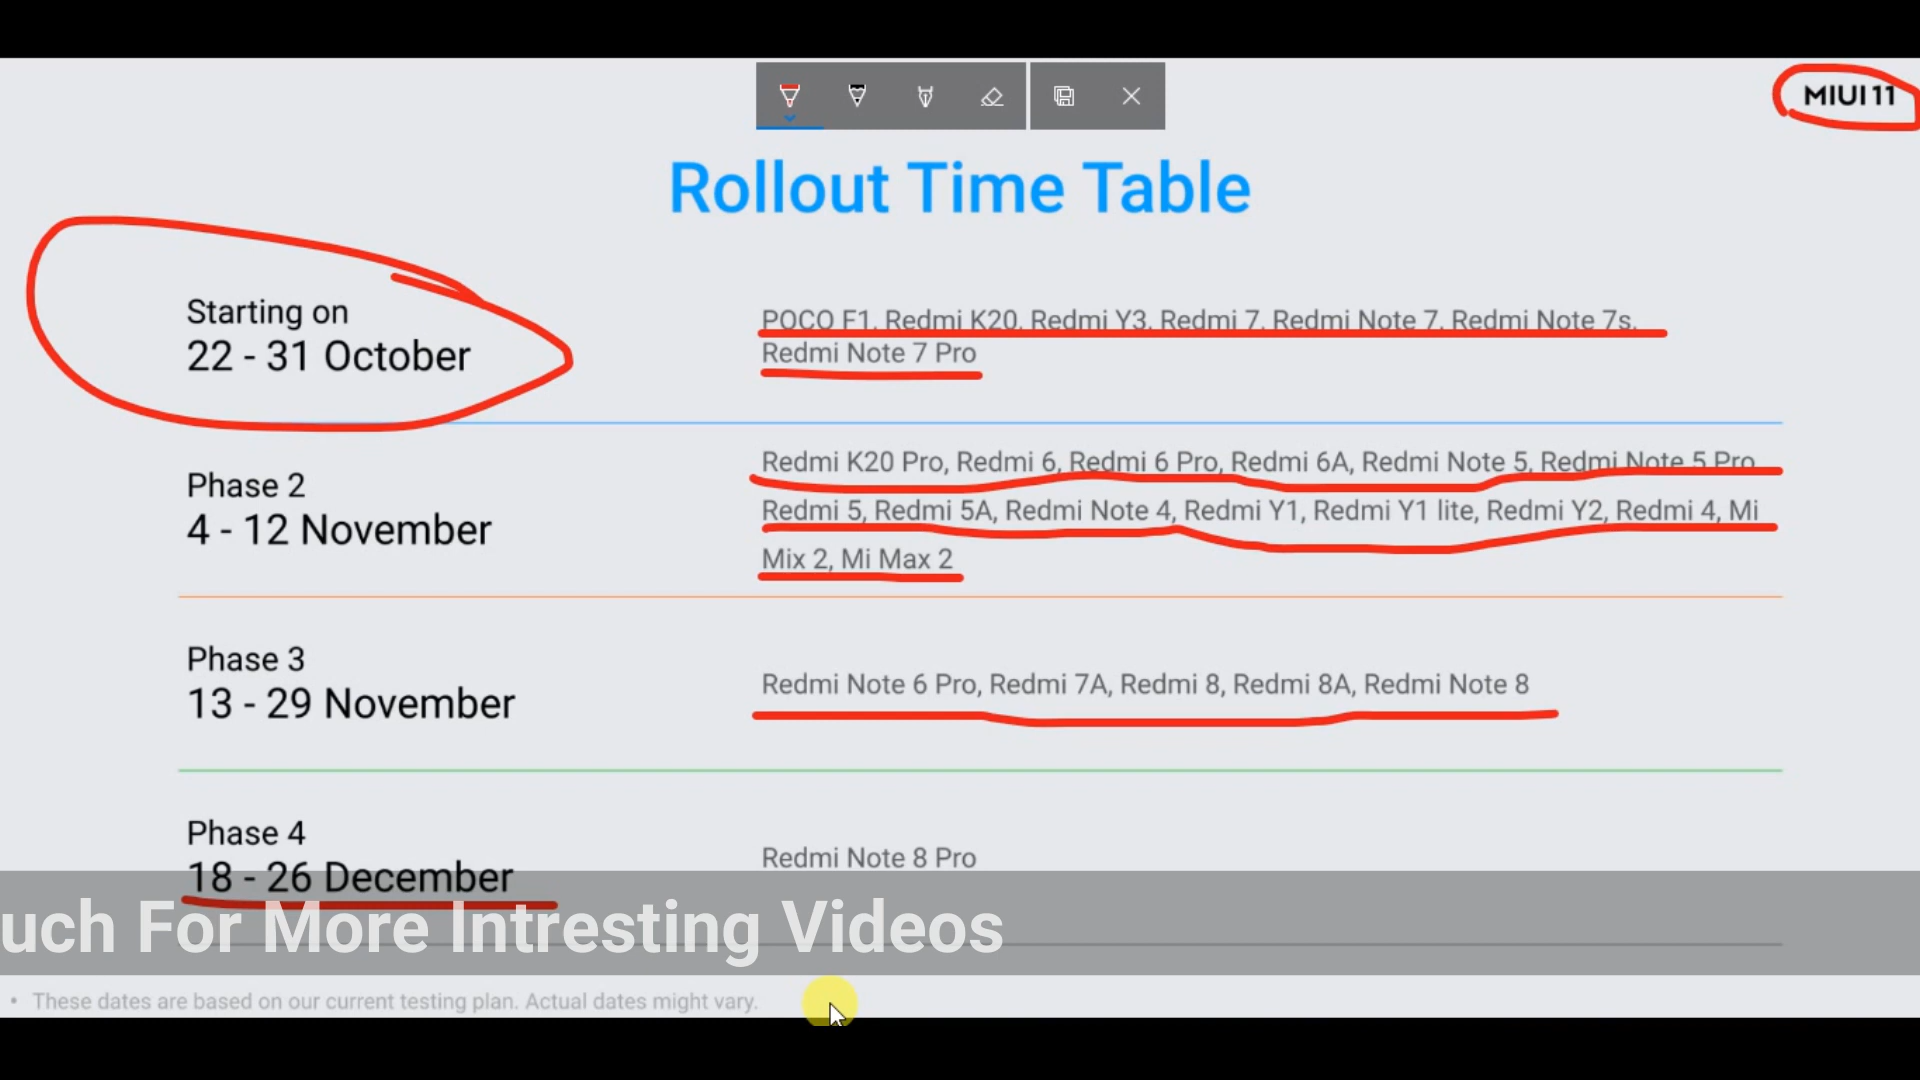 MIUI 11
Rollout Time Table
Starting on
22 - 31 October
POCO F1, Redmi K20, Redmi Y3, Redmi 7, Redmi Note 7, Redmi Note 7s,
Redmi Note 7 Pro
Phase 2
4 - 12 November
Redmi K20 Pro, Redmi 6, Redmi 6 Pro, Redmi 6A, Redmi Note 5, Redmi Note 5 Pro
Redmi 5, Redmi 5A, Redmi Note 4, Redmi Y1, Redmi Y1 lite, Redmi Y2, Redmi 4, Mi
Mix 2, Mi Max 2
Phase 3
13 - 29 November
Redmi Note 6 Pro, Redmi 7A, Redmi 8, Redmi 8A, Redmi Note 8
Phase 4
18 - 26 December
Redmi Note 8 Pro
uch For More Intresting Videos
• These dates are based on our current testing plan. Actual dates might vary.